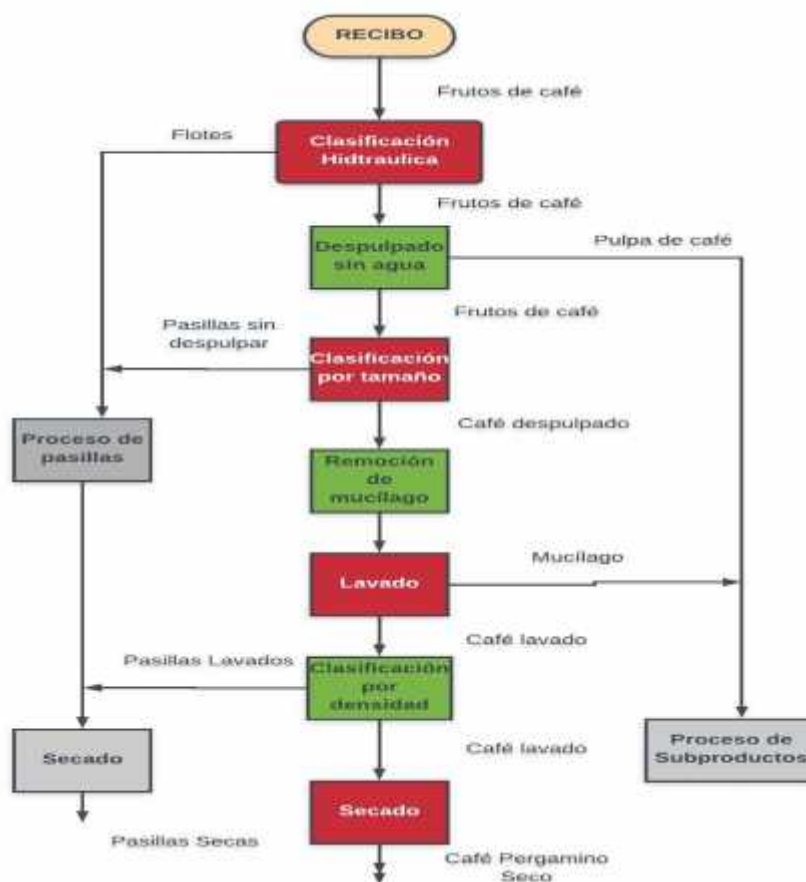 RECIBO
Frutos de café
Flotes
Clasificación
Hidtraulica
Frutos de café
Pulpa de café
Despulpado
sin agua
Frutos de café
Pasillas sin
despulpar
Clasificación
por tamaño
Café despulpado
Proceso de
pasillas
Remoción
de
mucílago
Mucílago
Lavado
Café lavado
Pasillas Lavados
Clasificación
por
densidad
Café lavado
Proceso de
Subproductos
Secado
Secado
Pasillas Secas
Café Pergamino
Seco